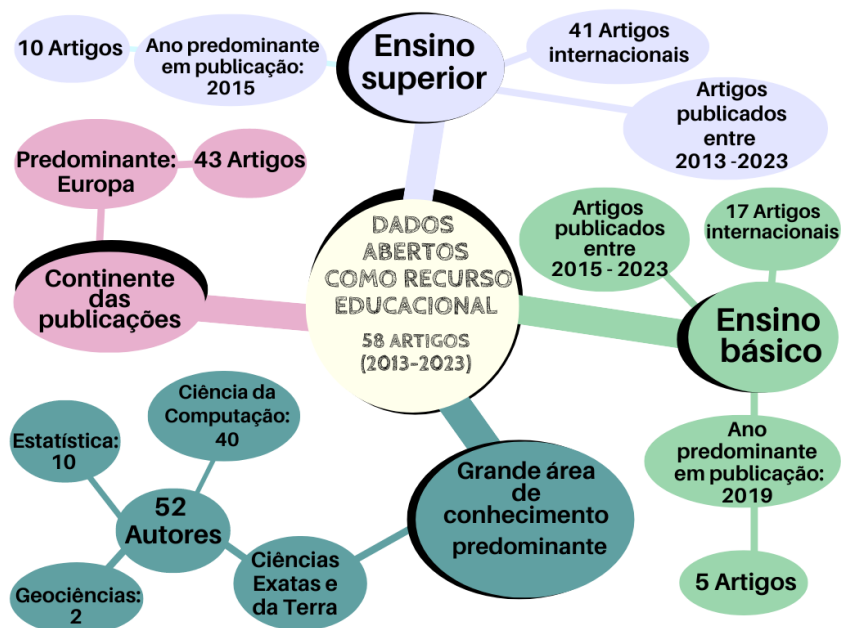 DADOS
ABERTOS
COMO RECURSO
EDUCACIONAL
58 ARTIGOS
(2013-2023)
Ensino
superior
Ano predominante
em publicação:
2015
10 Artigos
41 Artigos
internacionais
Artigos
publicados
entre
2013 -2023
Continente
das
publicações
Predominante:
Europa
43 Artigos
Ensino
básico
Artigos
publicados
entre
2015 - 2023
17 Artigos
internacionais
Ano
predominante
em publicação:
2019
5 Artigos
Grande área
de
conhecimento
predominante
Ciências
Exatas e
da Terra
52
Autores
Ciência da
Computação:
40
Estatística:
10
Geociências:
2